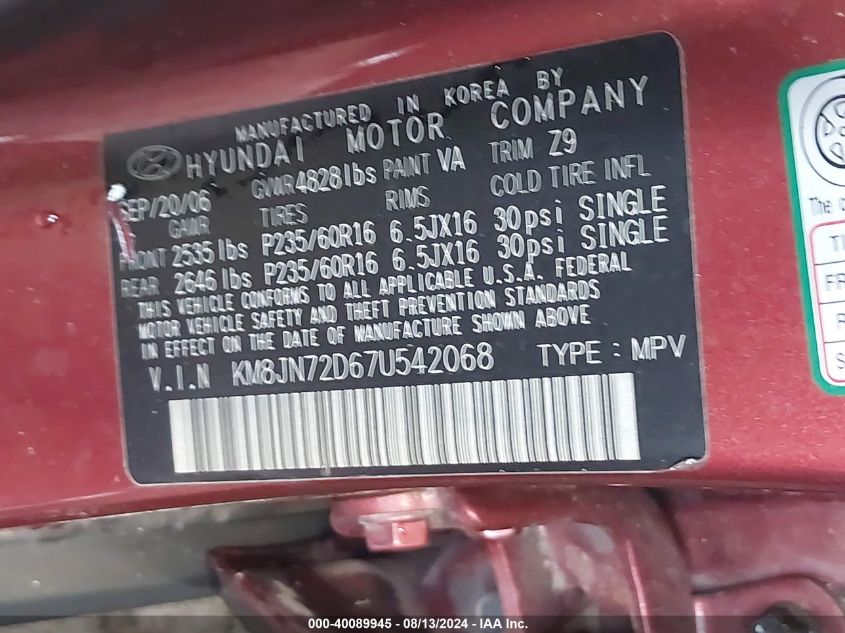 MANUFACTURED IN KOREA BY
HYUNDAI MOTOR COMPANY
SEP/20/06 GVWR 4828lbs PAINT VA TRIM Z9
GAWR TIRES RIMS COLD TIRE INFL
FRONT 2535 lbs P235/60R16 6.5JX16 30psi SINGLE
REAR 2646 lbs P235/60R16 6.5JX16 30psi SINGLE
THIS VEHICLE CONFORMS TO ALL APPLICABLE U.S.A. FEDERAL
MOTOR VEHICLE SAFETY AND THEFT PREVENTION STANDARDS
IN EFFECT ON THE DATE OF MANUFACTURE SHOWN ABOVE
V.I.N KM8JN72D67U542068 TYPE : MPV
The
000-40089945 - 08/13/2024 - IAA Inc.